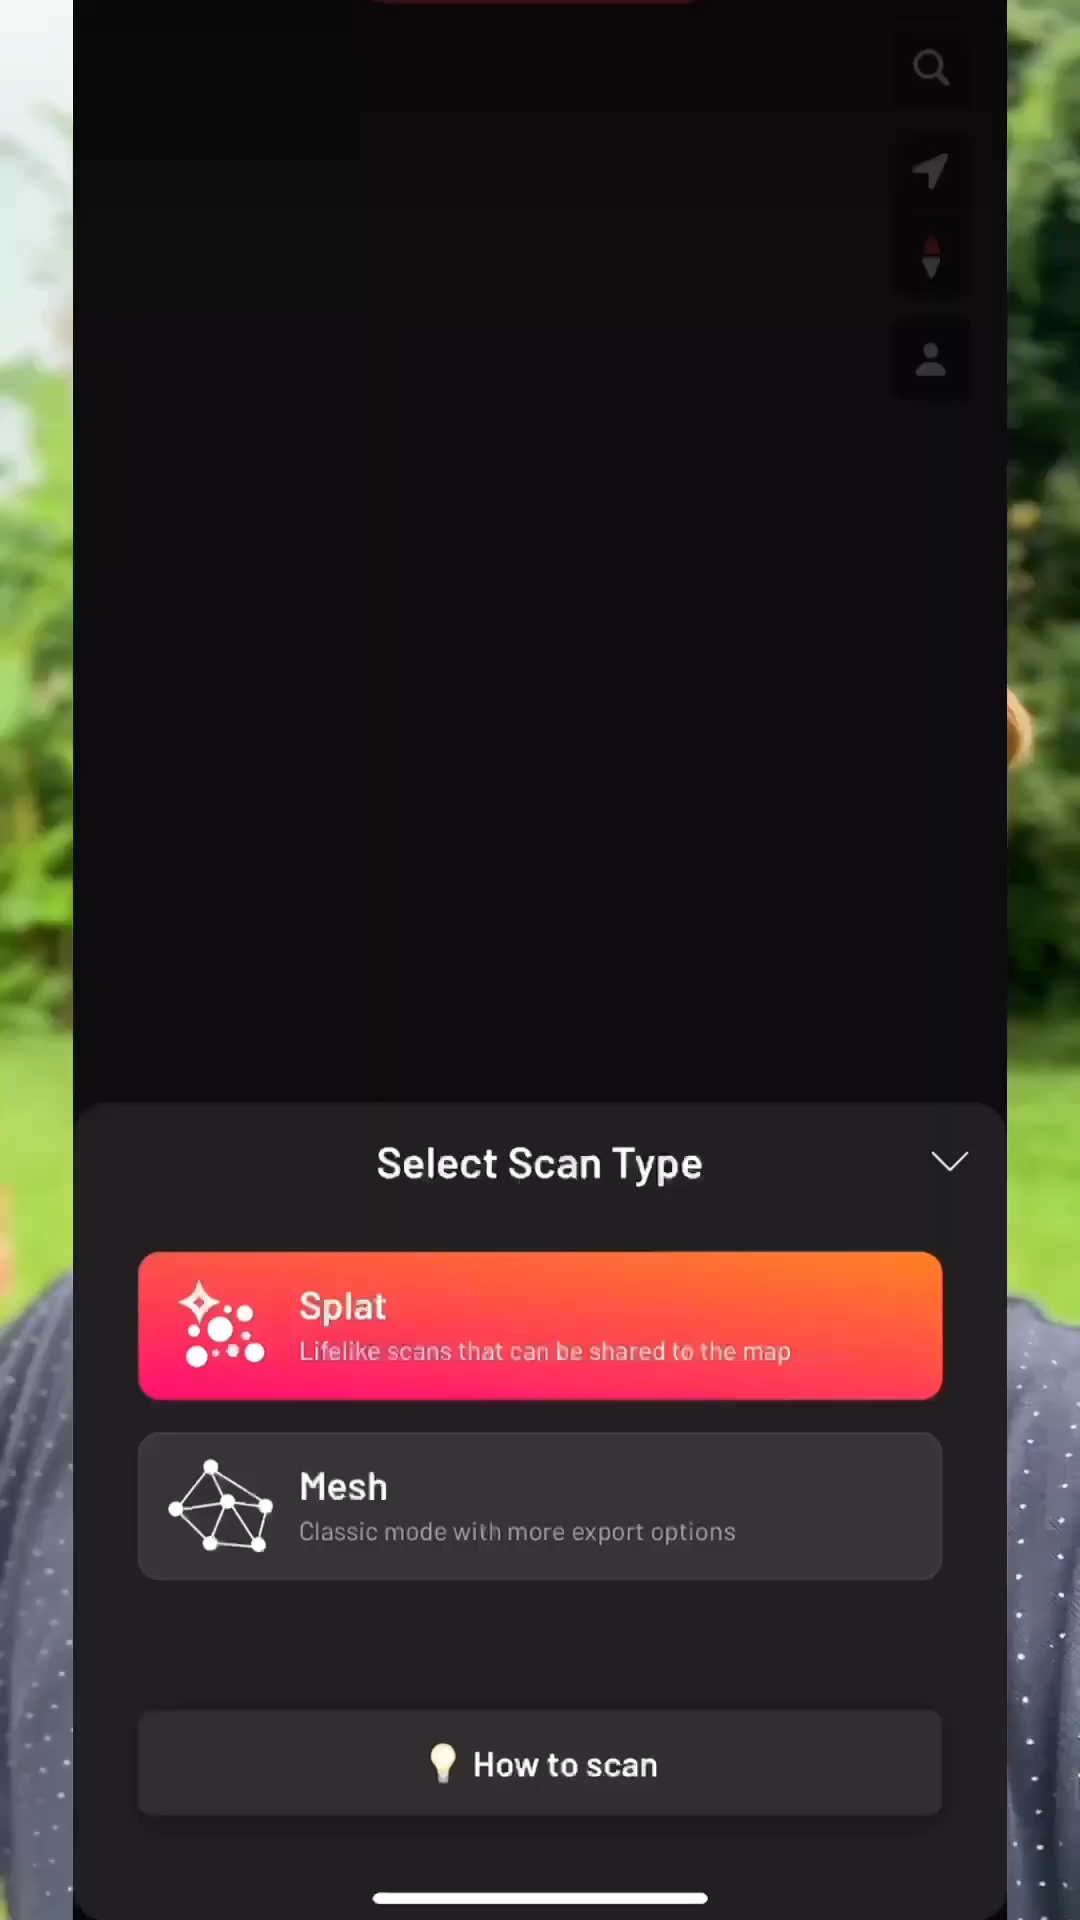 Select Scan Type
Splat
Lifelike scans that can be shared to the map
Mesh
Classic mode with more export options
How to scan